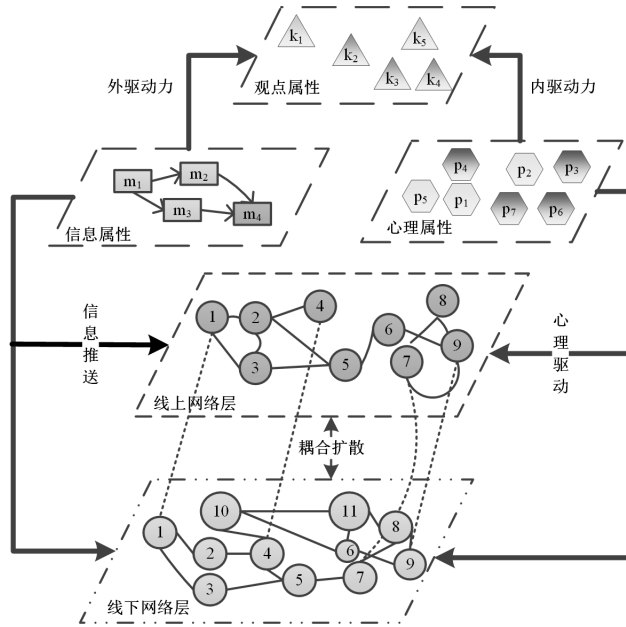 k1
k5
k2
k3
k4
观点属性
外驱动力
内驱动力
m1
m2
m3
m4
信息属性
p4
p2
p3
p5
p1
p7
p6
心理属性
信息推送
心理驱动
1
2
4
3
5
6
8
7
9
线上网络层
耦合扩散
10
11
1
2
4
6
8
3
5
7
9
线下网络层